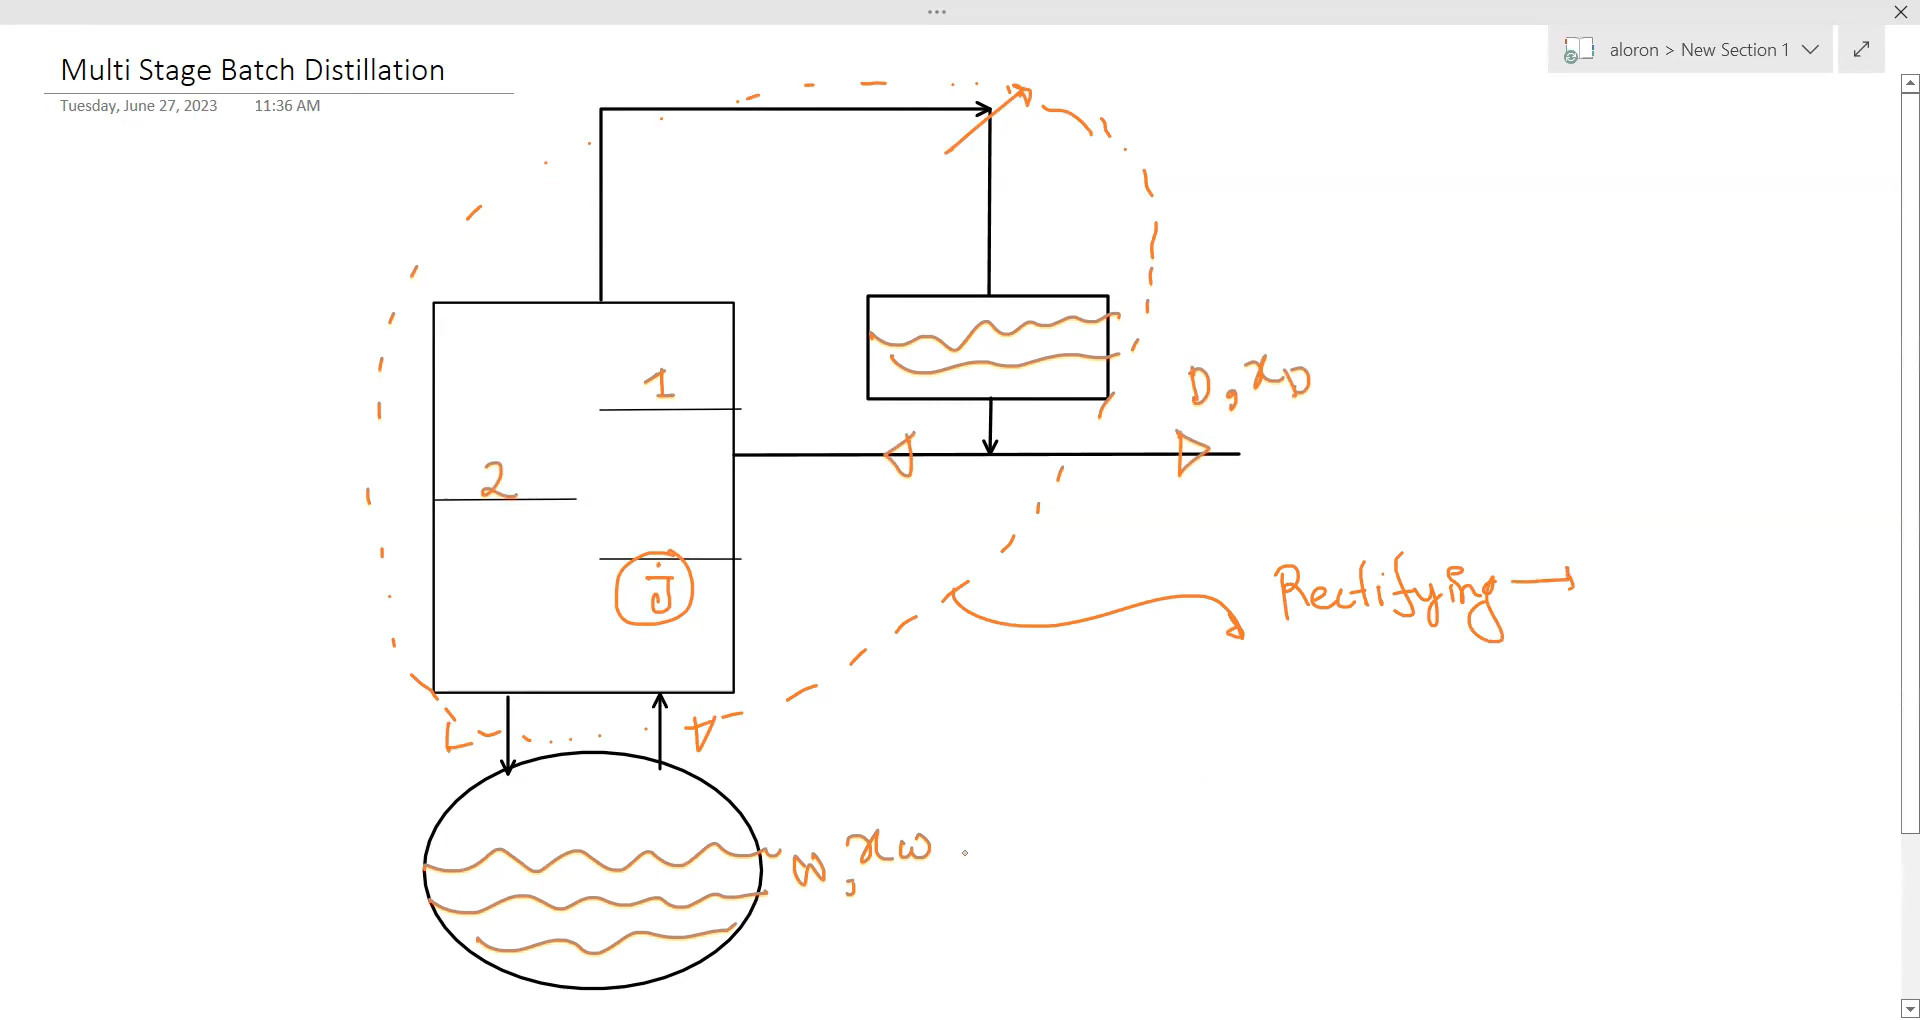 aloron > New Section 1
Multi Stage Batch Distillation
Tuesday, June 27, 2023 11:36 AM
1
D, xD
2
Rectifying
j
L
V
W, xw